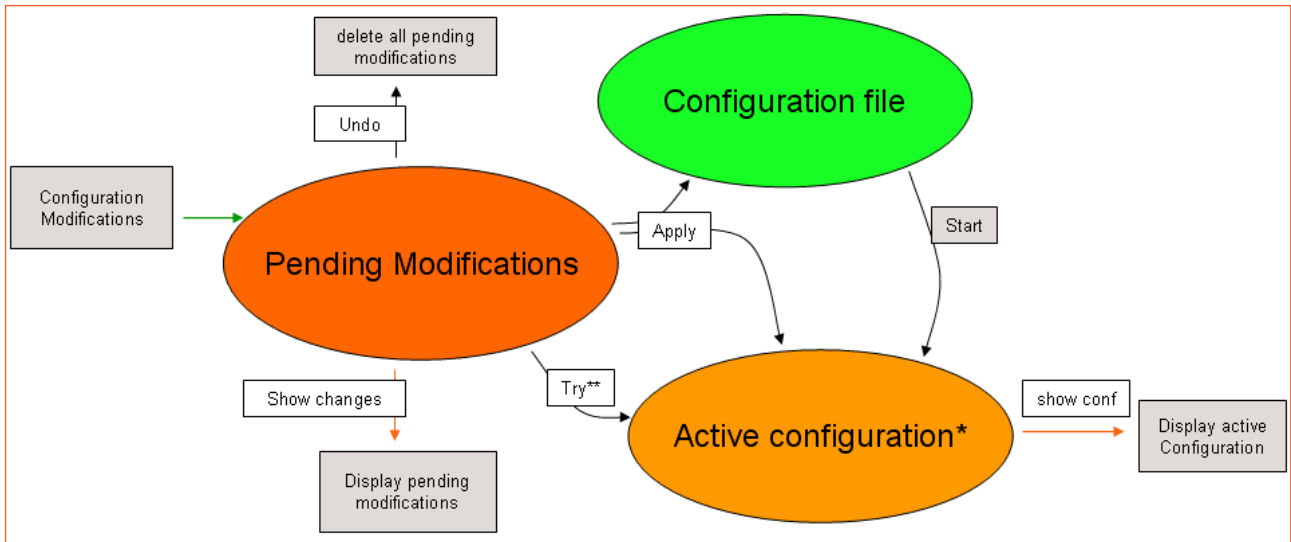 delete all pending
modifications
Undo
Configuration file
Configuration
Modifications
Pending Modifications
Apply
Start
Show changes
Try**
Active configuration*
show conf
Display active
Configuration
Display pending
modifications